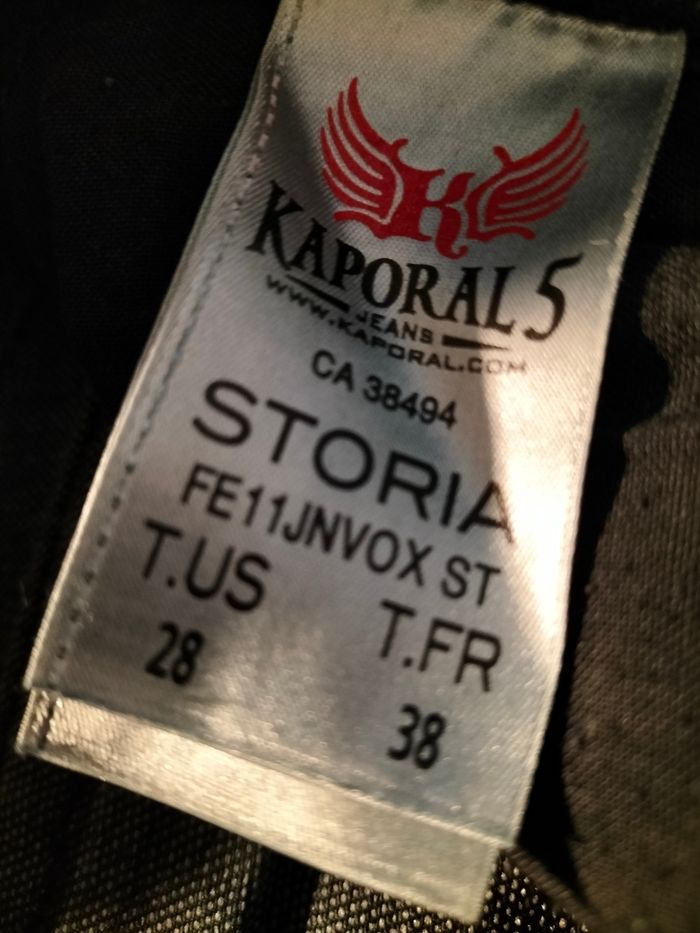 K
KAPORAL 5
JEANS
WWW.KAPORAL.COM
CA 38494
STORIA
FE11JNVOX ST
T.US T.FR
28 38